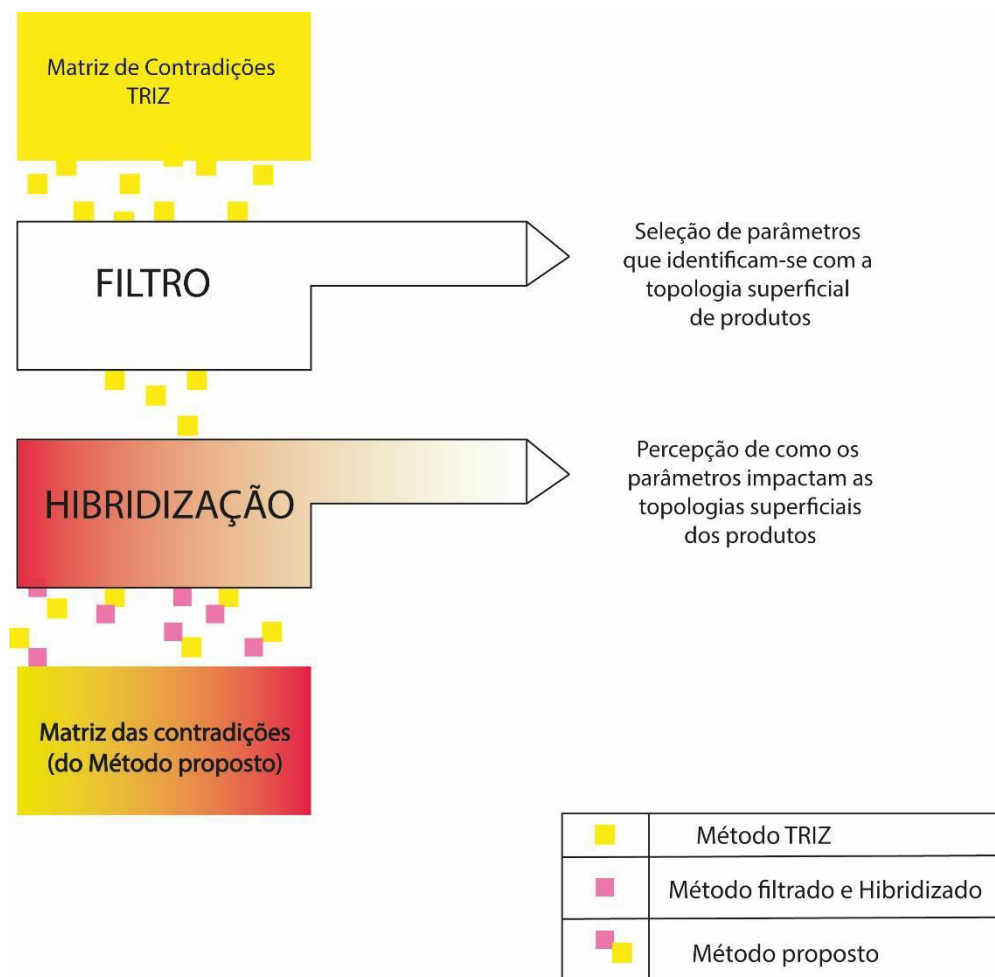 Matriz de Contradições
TRIZ
FILTRO
Seleção de parâmetros
que identificam-se com a
topologia superficial
de produtos
HIBRIDIZAÇÃO
Percepção de como os
parâmetros impactam as
topologias superficiais
dos produtos
Matriz das contradições
(do Método proposto)
Método TRIZ
Método filtrado e Hibridizado
Método proposto